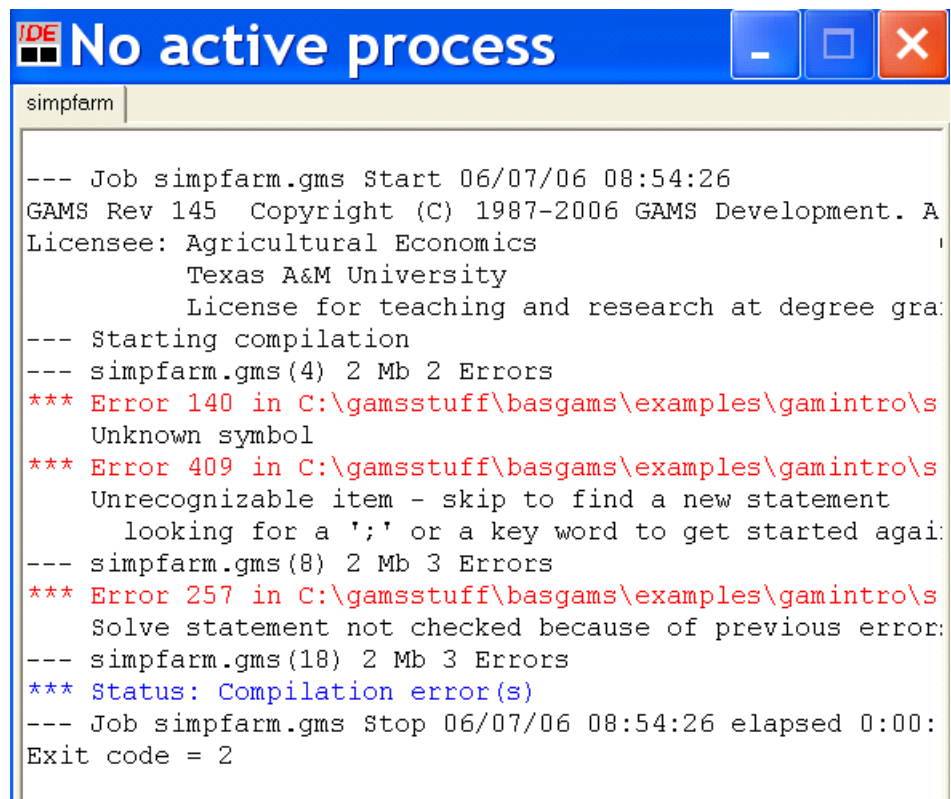 IDE No active process
simpfarm
--- Job simpfarm.gms Start 06/07/06 08:54:26
GAMS Rev 145 Copyright (C) 1987-2006 GAMS Development. A
Licensee: Agricultural Economics
Texas A&M University
License for teaching and research at degree gra
--- Starting compilation
--- simpfarm.gms(4) 2 Mb 2 Errors
*** Error 140 in C:\gamsstuff\basgams\examples\gamintro\s
Unknown symbol
*** Error 409 in C:\gamsstuff\basgams\examples\gamintro\s
Unrecognizable item - skip to find a new statement
looking for a ';' or a key word to get started agai
--- simpfarm.gms(8) 2 Mb 3 Errors
*** Error 257 in C:\gamsstuff\basgams\examples\gamintro\s
Solve statement not checked because of previous error
--- simpfarm.gms(18) 2 Mb 3 Errors
*** Status: Compilation error(s)
--- Job simpfarm.gms Stop 06/07/06 08:54:26 elapsed 0:00:
Exit code = 2